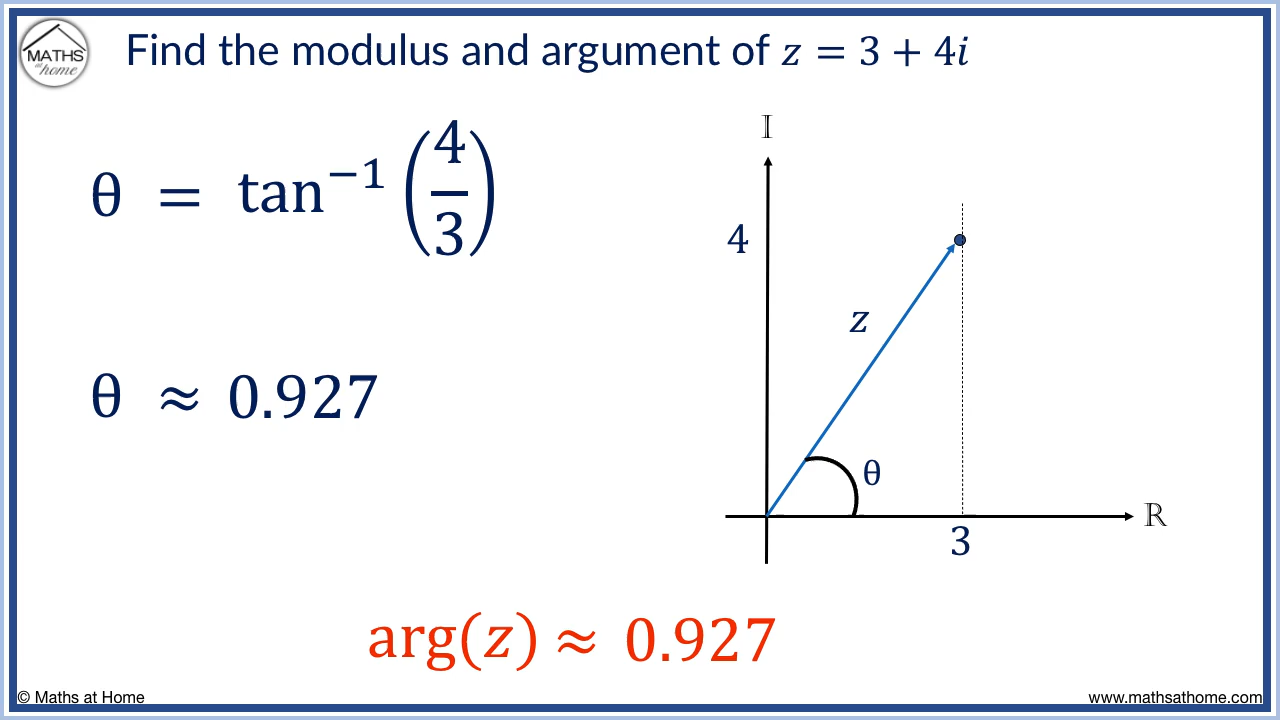 MATHS
at home
Find the modulus and argument of z = 3 + 4i
θ = tan⁻¹(4/3)
θ ≈ 0.927
𝕀
4
z
θ
ℝ
3
arg(z) ≈ 0.927
© Maths at Home
www.mathsathome.com